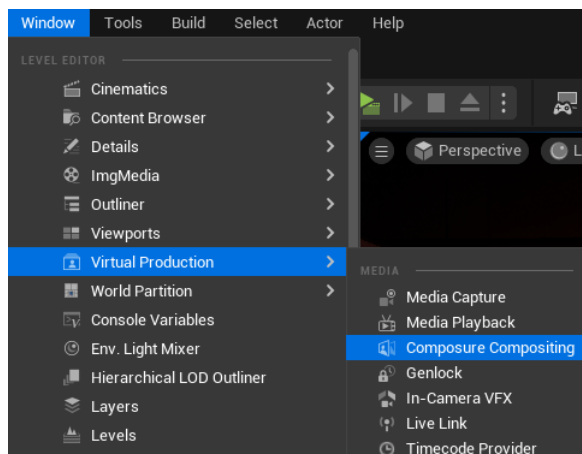 Window Tools Build Select Actor Help
LEVEL EDITOR
Cinematics
Content Browser
Details
ImgMedia
Outliner
Viewports
Virtual Production
World Partition
Console Variables
Env. Light Mixer
Hierarchical LOD Outliner
Layers
Levels
Perspective L
MEDIA
Media Capture
Media Playback
Composure Compositing
Genlock
In-Camera VFX
Live Link
Timecode Provider